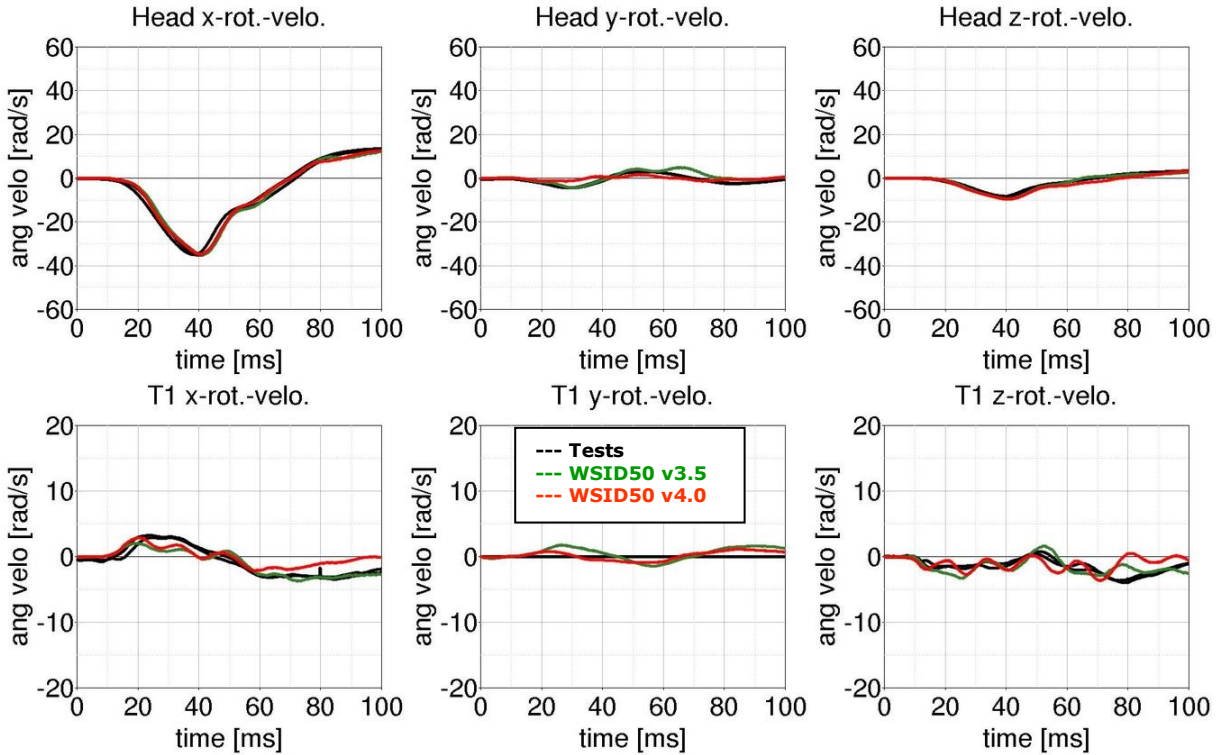 Head x-rot.-velo. Head y-rot.-velo. Head z-rot.-velo.
60 60 60
40 40 40
20 20 20
0 0 0
-20 -20 -20
-40 -40 -40
-60 -60 -60
ang velo [rad/s] ang velo [rad/s] ang velo [rad/s]
0 20 40 60 80 100 0 20 40 60 80 100 0 20 40 60 80 100
time [ms] time [ms] time [ms]
T1 x-rot.-velo. T1 y-rot.-velo. T1 z-rot.-velo.
20 20 20
10 10 10
0 0 0
-10 -10 -10
-20 -20 -20
ang velo [rad/s] ang velo [rad/s] ang velo [rad/s]
--- Tests
--- WSID50 v3.5
--- WSID50 v4.0
0 20 40 60 80 100 0 20 40 60 80 100 0 20 40 60 80 100
time [ms] time [ms] time [ms]